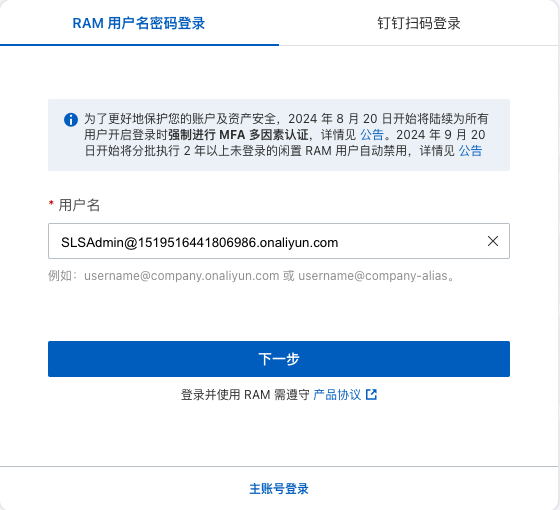 RAM 用户名密码登录
钉钉扫码登录
为了更好地保护您的账户及资产安全，2024 年 8 月 20 日开始将陆续为所有
用户开启登录时强制进行 MFA 多因素认证，详情见 公告。2024 年 9 月 20
日开始将分批执行 2 年以上未登录的闲置 RAM 用户自动禁用，详情见 公告
* 用户名
SLSAdmin@1519516441806986.onaliyun.com
例如：username@company.onaliyun.com 或 username@company-alias。
下一步
登录并使用 RAM 需遵守 产品协议
主账号登录